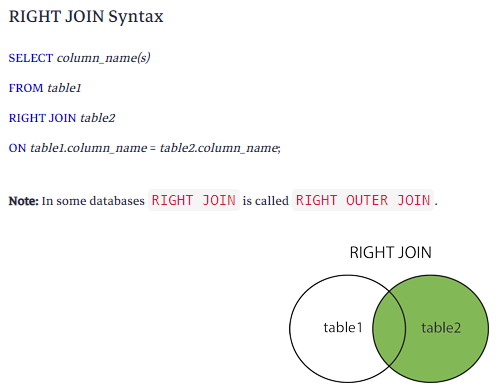 RIGHT JOIN Syntax
SELECT column_name(s)
FROM table1
RIGHT JOIN table2
ON table1.column_name = table2.column_name;
Note: In some databases RIGHT JOIN is called RIGHT OUTER JOIN.
RIGHT JOIN
table1 table2